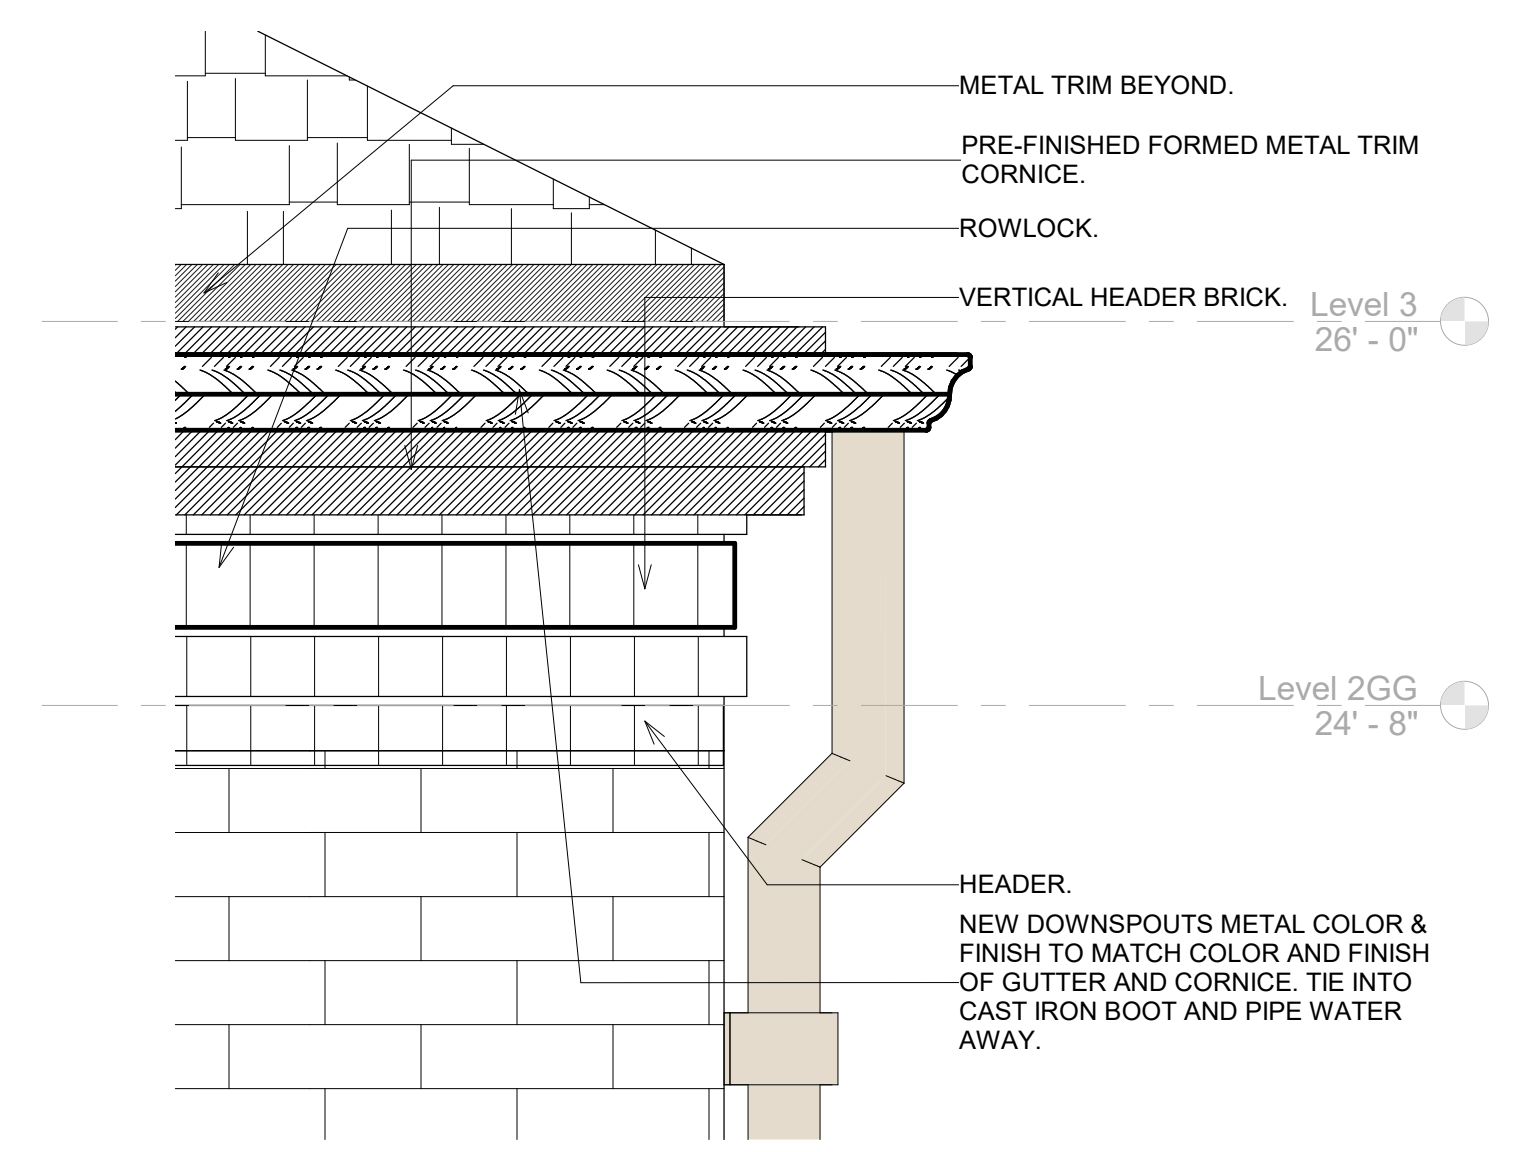 METAL TRIM BEYOND.
PRE-FINISHED FORMED METAL TRIM
CORNICE.
ROWLOCK.
VERTICAL HEADER BRICK.
Level 3
26' - 0"
Level 2GG
24' - 8"
HEADER.
NEW DOWNSPOUTS METAL COLOR &
FINISH TO MATCH COLOR AND FINISH
OF GUTTER AND CORNICE. TIE INTO
CAST IRON BOOT AND PIPE WATER
AWAY.